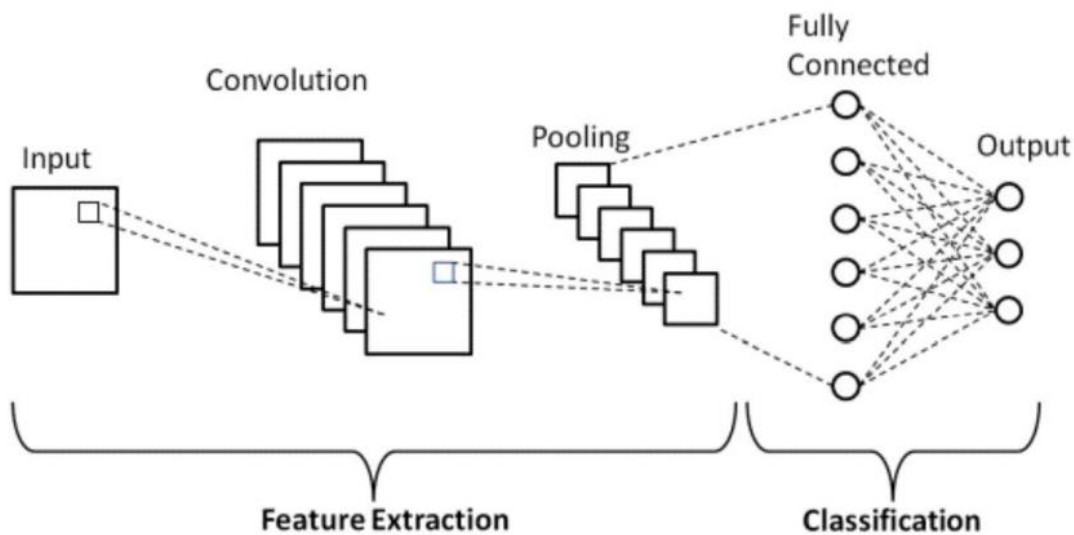 Input
Convolution
Pooling
Fully
Connected
Output
Feature Extraction
Classification